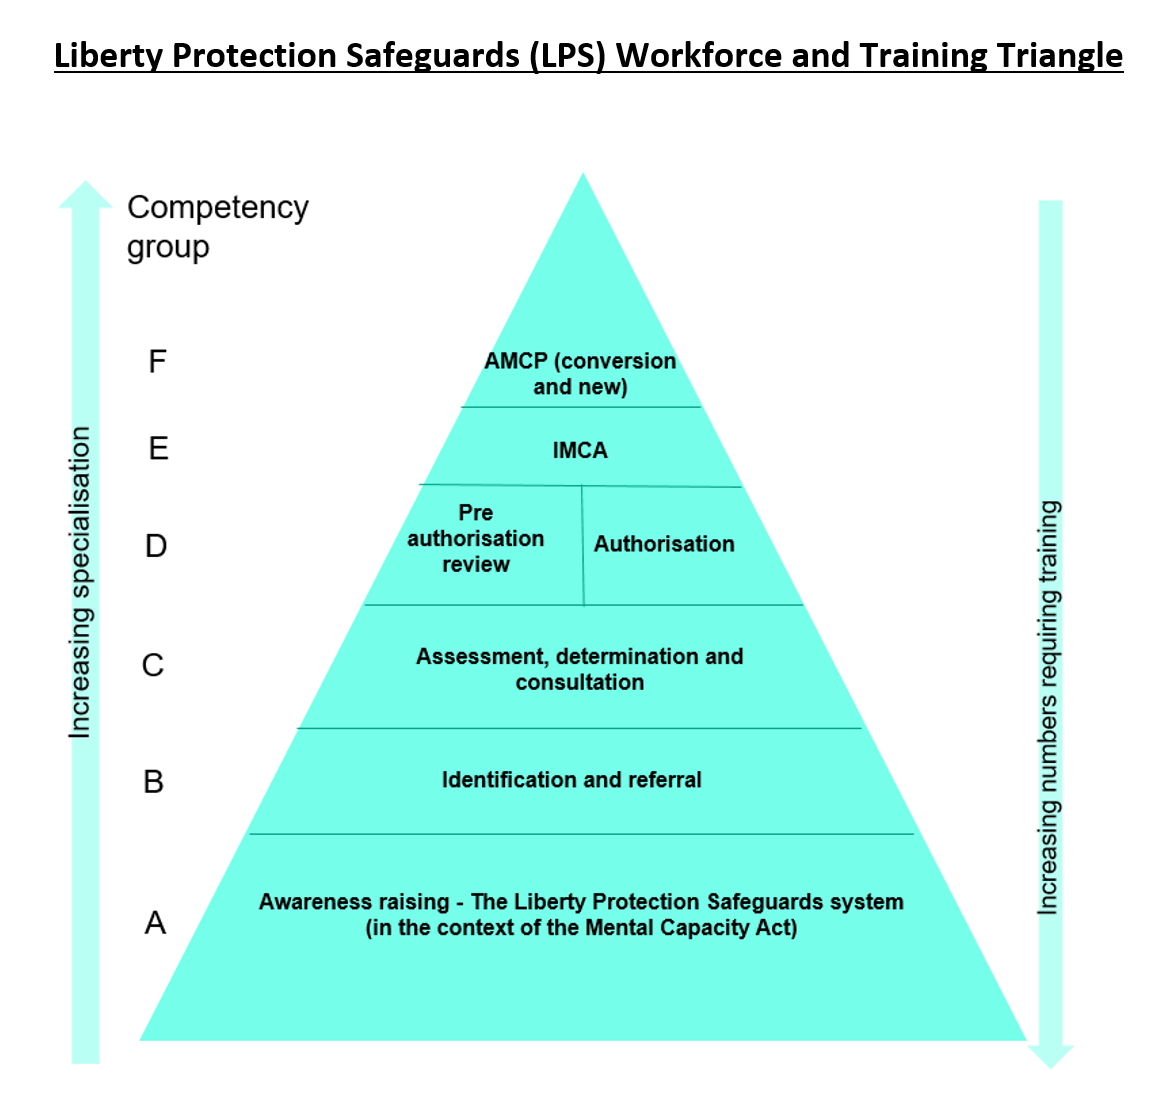 Liberty Protection Safeguards (LPS) Workforce and Training Triangle
Competency
group
F
AMCP (conversion
and new)
E
IMCA
D
Pre
authorisation
review
Authorisation
C
Assessment, determination and
consultation
B
Identification and referral
A
Awareness raising - The Liberty Protection Safeguards system
(in the context of the Mental Capacity Act)
Increasing specialisation
Increasing numbers requiring training